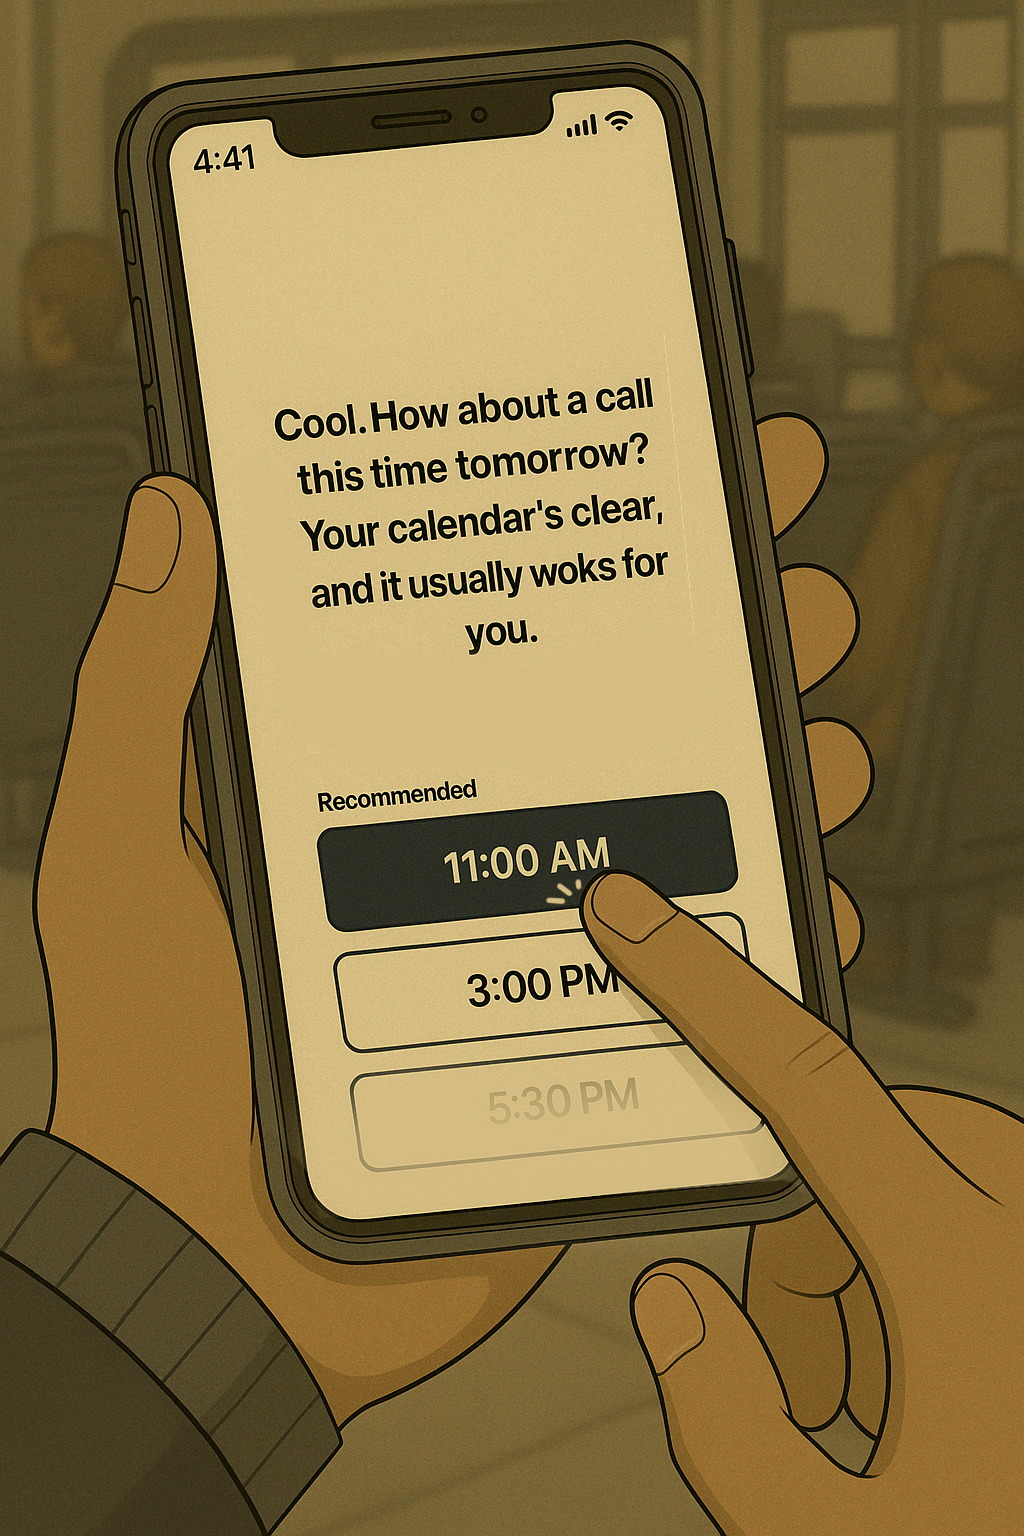 4:41
Cool. How about a call
this time tomorrow?
Your calendar's clear,
and it usually woks for
you.
Recommended
11:00 AM
3:00 PM
5:30 PM